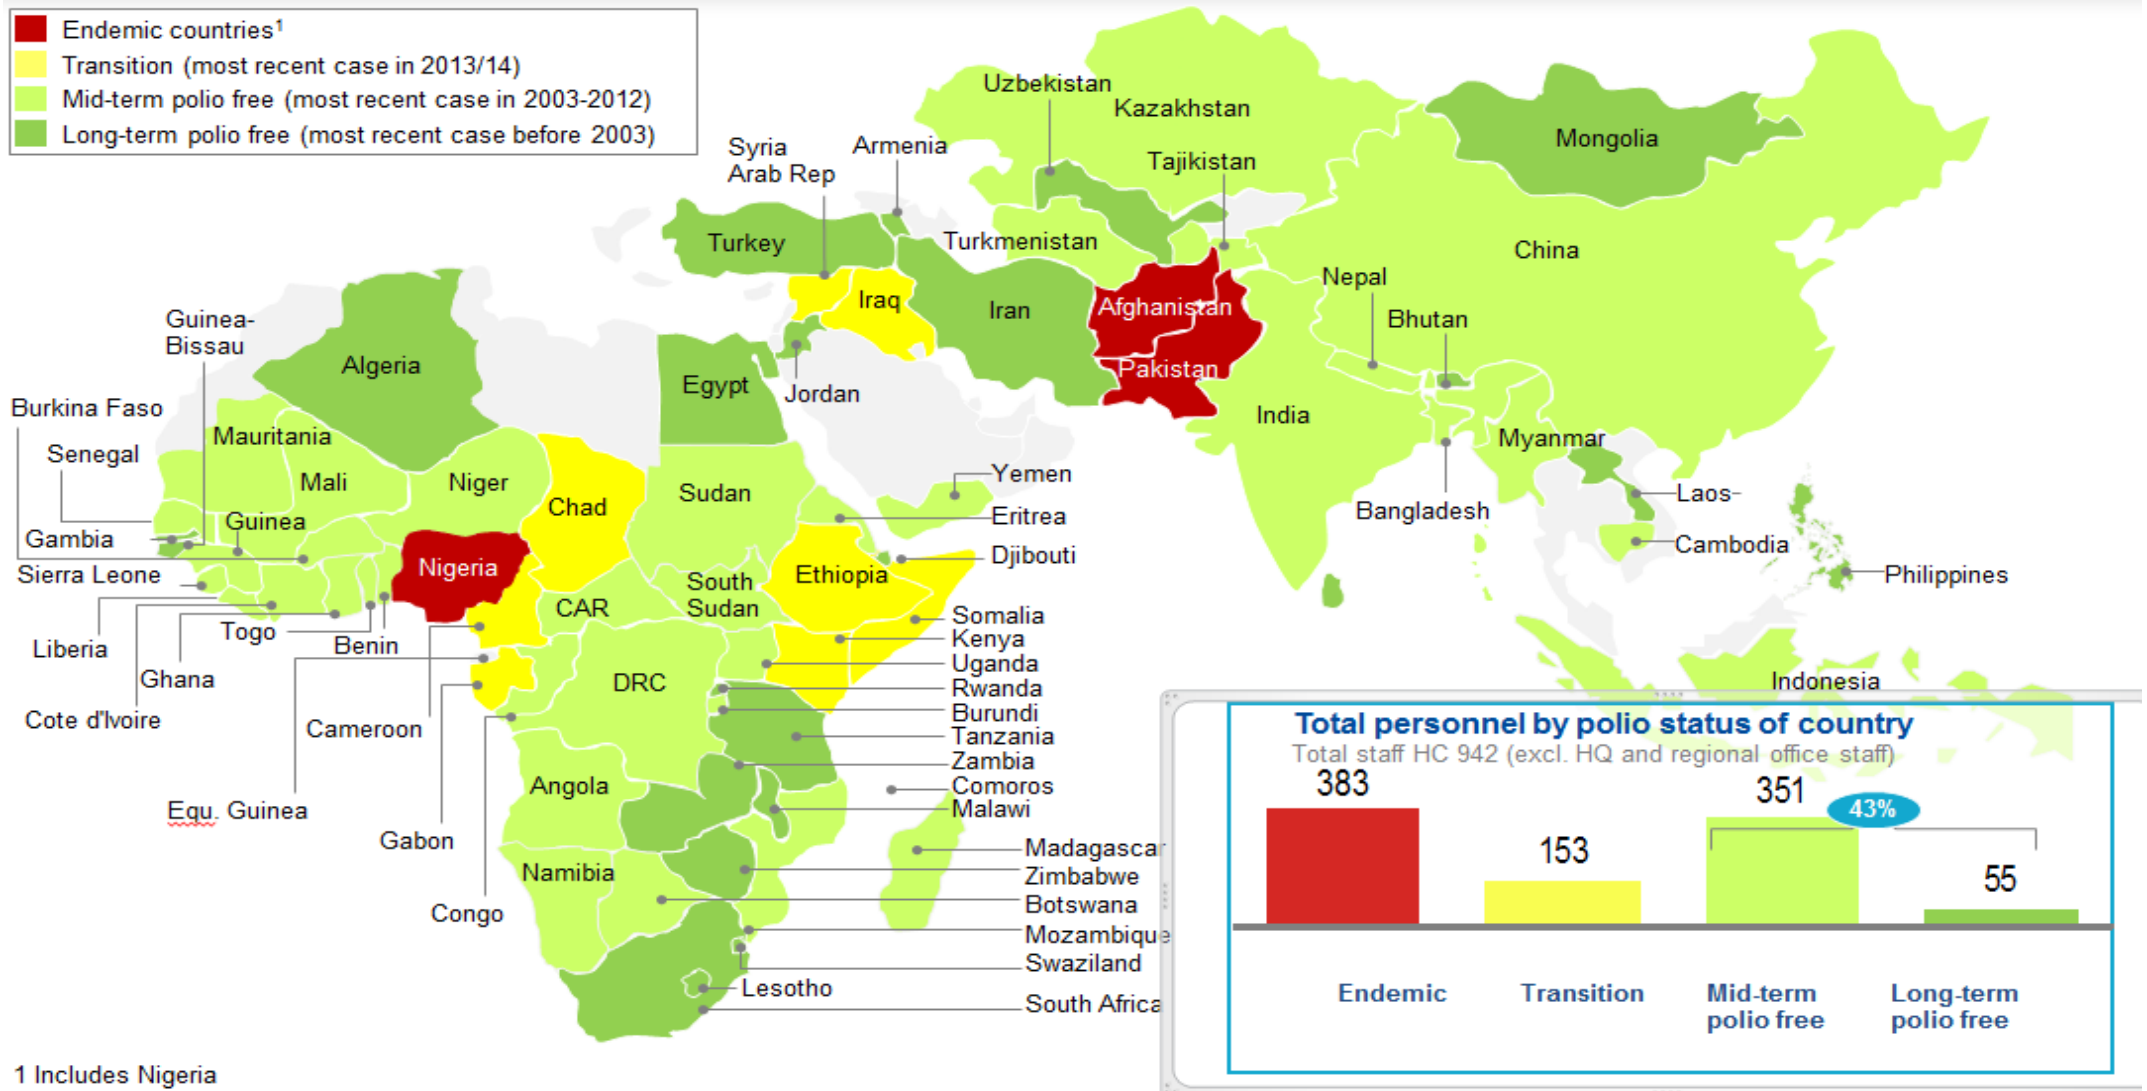 Endemic countries¹
Transition (most recent case in 2013/14)
Mid-term polio free (most recent case in 2003-2012)
Long-term polio free (most recent case before 2003)
Uzbekistan
Kazakhstan
Mongolia
Syria
Arab Rep
Armenia
Tajikistan
Turkey
Turkmenistan
China
Nepal
Iraq
Iran
Afghanistan
Bhutan
Guinea-
Bissau
Algeria
Egypt
Jordan
Pakistan
India
Burkina Faso
Mauritania
Myanmar
Senegal
Mali
Niger
Chad
Sudan
Yemen
Laos
Guinea
Eritrea
Bangladesh
Gambia
Djibouti
Cambodia
Sierra Leone
Nigeria
Ethiopia
Philippines
South
Sudan
CAR
Somalia
Togo
Benin
Kenya
Liberia
Uganda
Ghana
DRC
Rwanda
Indonesia
Cote d'Ivoire
Cameroon
Burundi
Tanzania
Zambia
Angola
Comoros
Malawi
Equ. Guinea
Gabon
Madagascar
Namibia
Zimbabwe
Botswana
Congo
Mozambique
Swaziland
Lesotho
South Africa
Total personnel by polio status of country
Total staff HC 942 (excl. HQ and regional office staff)
383
153
351
43%
55
Endemic
Transition
Mid-term
polio free
Long-term
polio free
1 Includes Nigeria